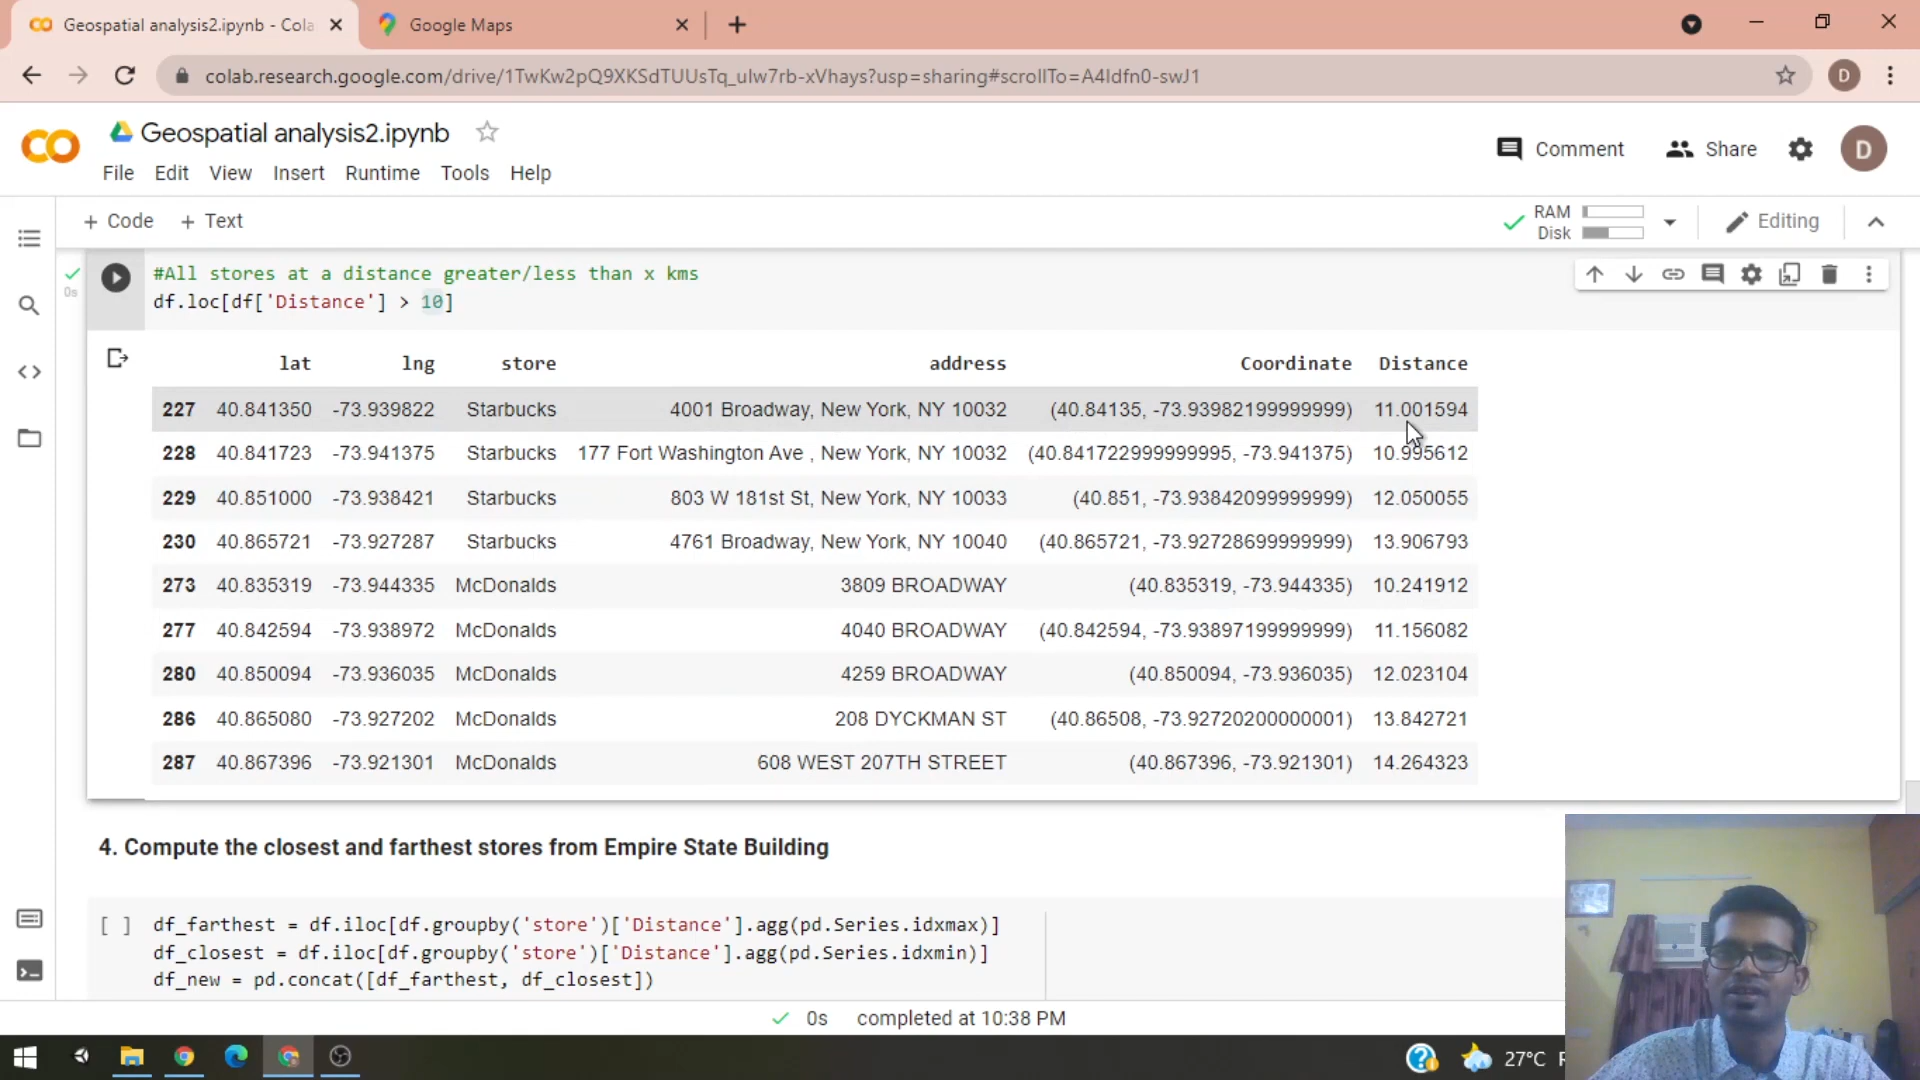 Geospatial analysis2.ipynb - Cola
Google Maps
colab.research.google.com/drive/1TwKw2pQ9XKSdTUUsTq_ulw7rb-xVhays?usp=sharing#scrollTo=A4ldfn0-swJ1
D
Geospatial analysis2.ipynb
File Edit View Insert Runtime Tools Help
Comment
Share
D
+ Code + Text
RAM
Disk
Editing
0s
#All stores at a distance greater/less than x kms
df.loc[df['Distance'] > 10]
lat lng store address Coordinate Distance
227 40.841350 -73.939822 Starbucks 4001 Broadway, New York, NY 10032 (40.84135, -73.93982199999999) 11.001594
228 40.841723 -73.941375 Starbucks 177 Fort Washington Ave , New York, NY 10032 (40.841722999999995, -73.941375) 10.995612
229 40.851000 -73.938421 Starbucks 803 W 181st St, New York, NY 10033 (40.851, -73.93842099999999) 12.050055
230 40.865721 -73.927287 Starbucks 4761 Broadway, New York, NY 10040 (40.865721, -73.92728699999999) 13.906793
273 40.835319 -73.944335 McDonalds 3809 BROADWAY (40.835319, -73.944335) 10.241912
277 40.842594 -73.938972 McDonalds 4040 BROADWAY (40.842594, -73.93897199999999) 11.156082
280 40.850094 -73.936035 McDonalds 4259 BROADWAY (40.850094, -73.936035) 12.023104
286 40.865080 -73.927202 McDonalds 208 DYCKMAN ST (40.86508, -73.92720200000001) 13.842721
287 40.867396 -73.921301 McDonalds 608 WEST 207TH STREET (40.867396, -73.921301) 14.264323
4. Compute the closest and farthest stores from Empire State Building
[ ] df_farthest = df.iloc[df.groupby('store')['Distance'].agg(pd.Series.idxmax)]
df_closest = df.iloc[df.groupby('store')['Distance'].agg(pd.Series.idxmin)]
df_new = pd.concat([df_farthest, df_closest])
0s completed at 10:38 PM
27°C